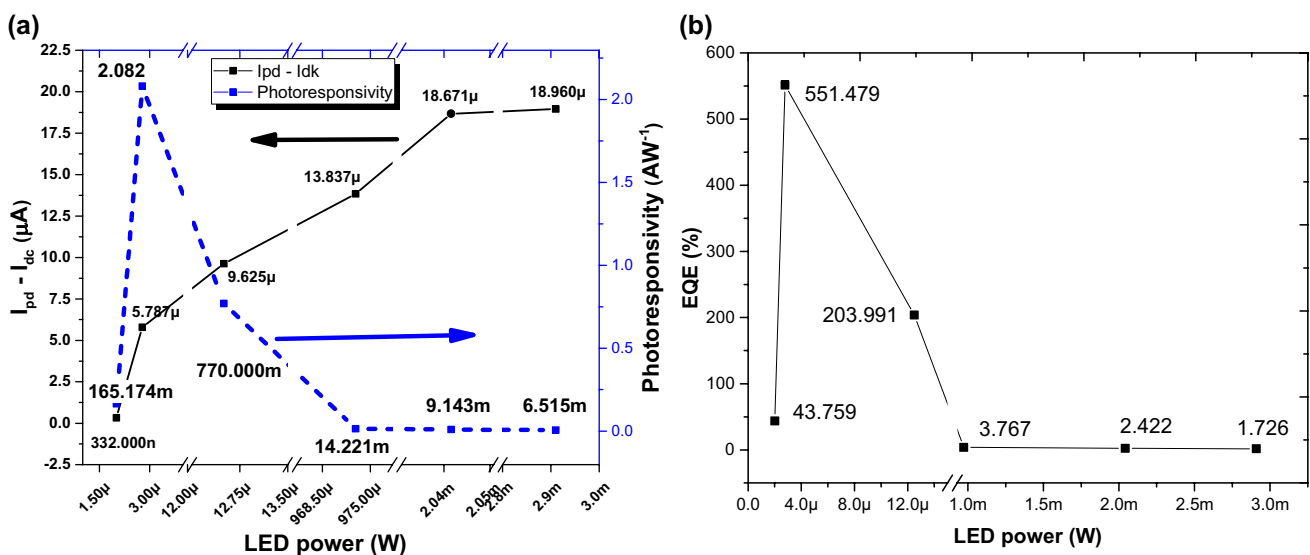 (a)
22.5
20.0
17.5
15.0
12.5
10.0
7.5
5.0
2.5
0.0
-2.5
Ipd - Idc (µA)
Ipd - Idk
Photoresponsivity
2.082
18.671µ
18.960µ
13.837µ
9.625µ
5.787µ
770.000m
165.174m
332.000n
14.221m
9.143m
6.515m
2.0
1.5
1.0
0.5
0.0
Photoresponsivity (AW-1)
1.50µ
3.00µ
12.00µ
12.75µ
13.50µ
968.50µ
975.00µ
2.04m
2.05m
2.8m
2.9m
3.0m
LED power (W)
(b)
600
500
400
300
200
100
0
EQE (%)
551.479
203.991
43.759
3.767
2.422
1.726
0.0
4.0µ
8.0µ
12.0µ
1.0m
1.5m
2.0m
2.5m
3.0m
LED power (W)